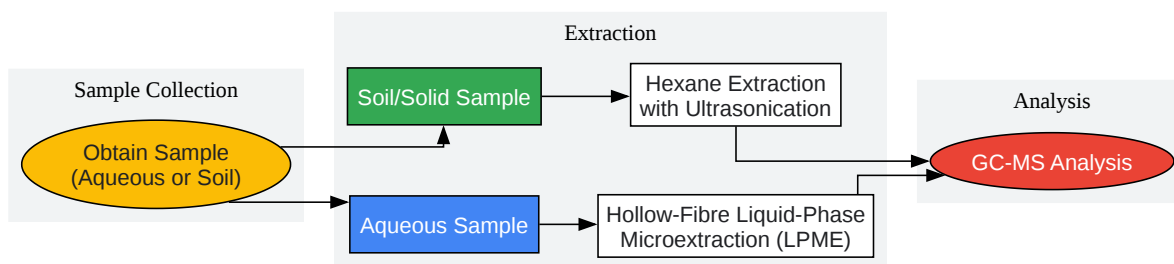 Sample Collection
Obtain Sample
(Aqueous or Soil)
Extraction
Soil/Solid Sample
Hexane Extraction
with Ultrasonication
Aqueous Sample
Hollow-Fibre Liquid-Phase
Microextraction (LPME)
Analysis
GC-MS Analysis